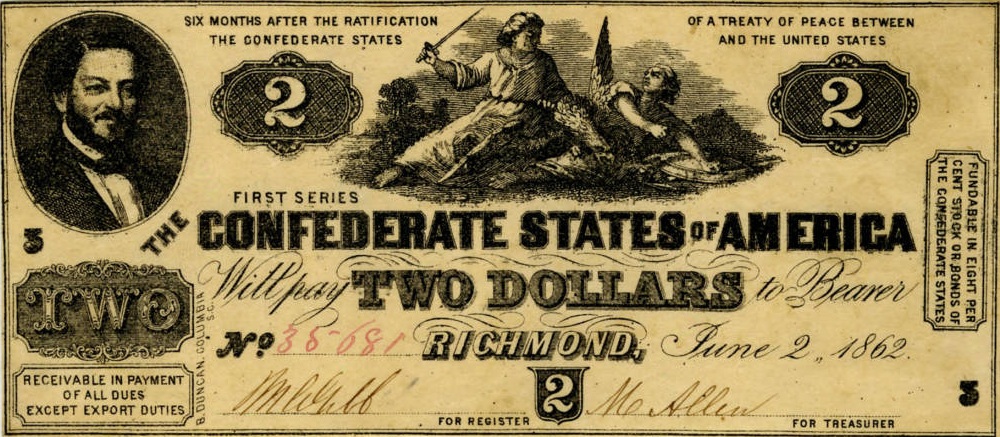 SIX MONTHS AFTER THE RATIFICATION OF A TREATY OF PEACE BETWEEN
THE CONFEDERATE STATES AND THE UNITED STATES
2 2
FIRST SERIES
THE CONFEDERATE STATES OF AMERICA
FUNDABLE IN EIGHT PER
CENT STOCK OR BONDS OF
THE CONFEDERATE STATES
3
Will pay TWO DOLLARS to Bearer
TWO
B. DUNCAN, COLUMBIA
S.C.
No 35681 RICHMOND, June 2, 1862.
RECEIVABLE IN PAYMENT
OF ALL DUES
EXCEPT EXPORT DUTIES
2
M Allen
3
FOR REGISTER
FOR TREASURER